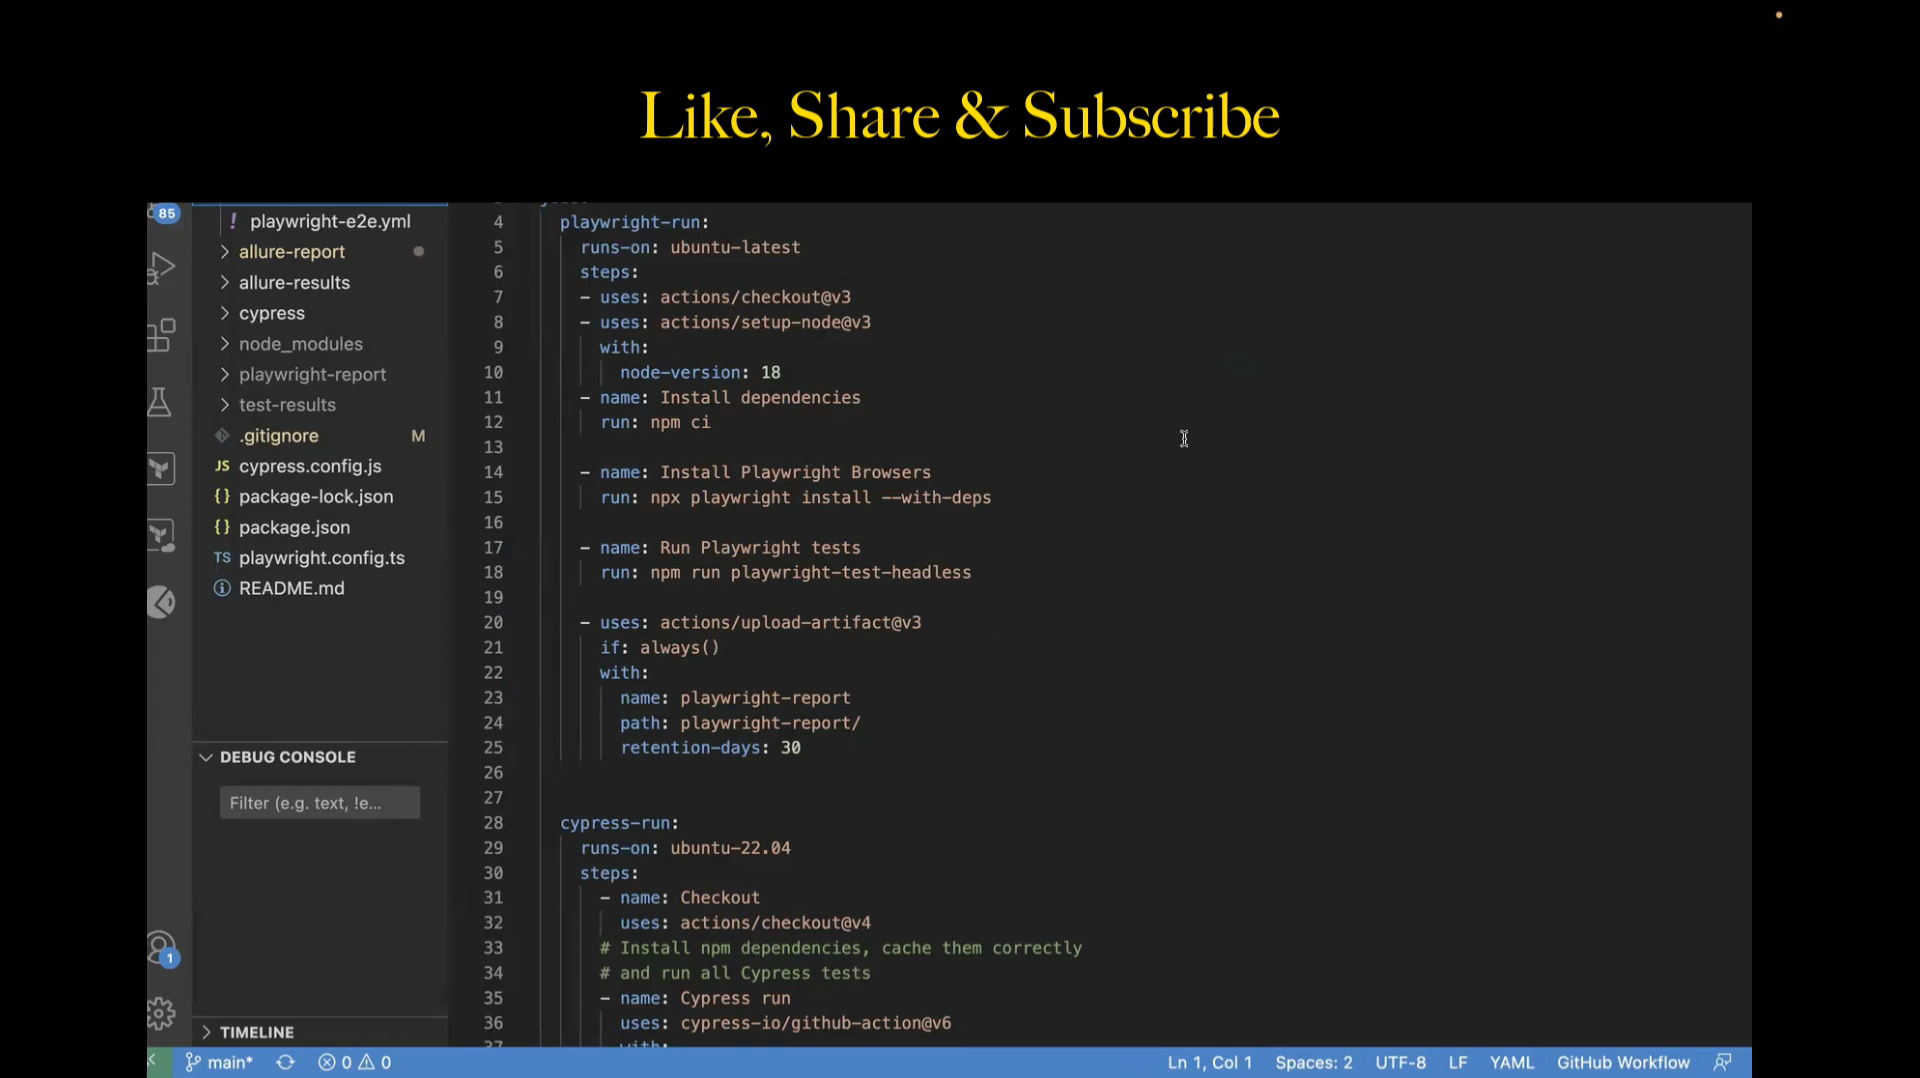 Like, Share & Subscribe
85
playwright-e2e.yml
allure-report
allure-results
cypress
node_modules
playwright-report
test-results
.gitignore M
JS cypress.config.js
{} package-lock.json
{} package.json
TS playwright.config.ts
README.md
DEBUG CONSOLE
Filter (e.g. text, !e...
1
TIMELINE
4 playwright-run:
5 runs-on: ubuntu-latest
6 steps:
7 - uses: actions/checkout@v3
8 - uses: actions/setup-node@v3
9 with:
10 node-version: 18
11 - name: Install dependencies
12 run: npm ci
13
14 - name: Install Playwright Browsers
15 run: npx playwright install --with-deps
16
17 - name: Run Playwright tests
18 run: npm run playwright-test-headless
19
20 - uses: actions/upload-artifact@v3
21 if: always()
22 with:
23 name: playwright-report
24 path: playwright-report/
25 retention-days: 30
26
27
28 cypress-run:
29 runs-on: ubuntu-22.04
30 steps:
31 - name: Checkout
32 uses: actions/checkout@v4
33 # Install npm dependencies, cache them correctly
34 # and run all Cypress tests
35 - name: Cypress run
36 uses: cypress-io/github-action@v6
37 with:
main* 0 0 Ln 1, Col 1 Spaces: 2 UTF-8 LF YAML GitHub Workflow